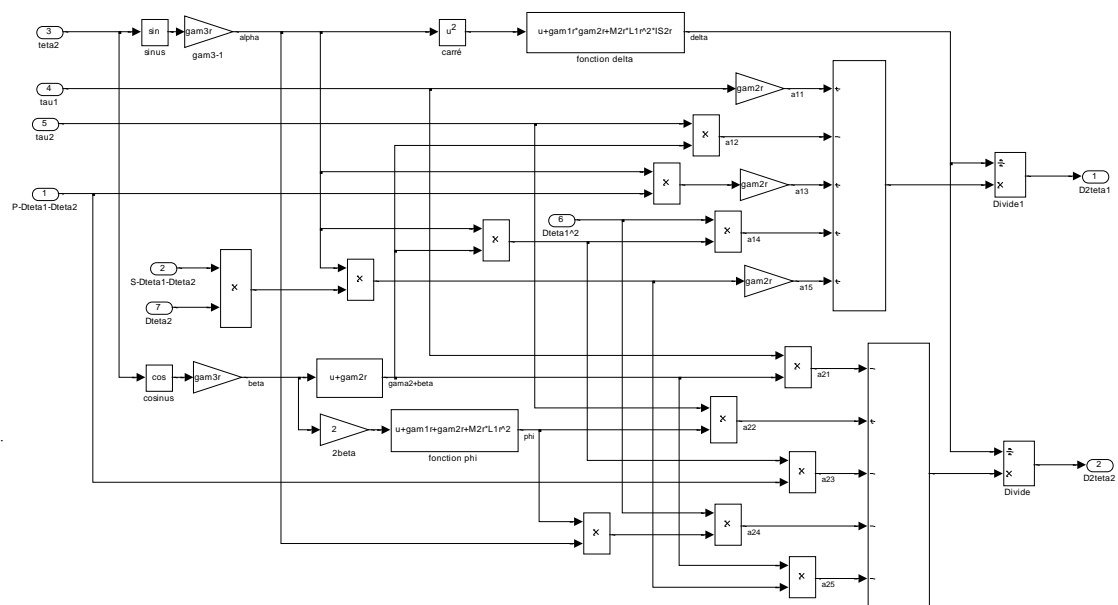 3
teta2
sin
sinus
gam3r
gam3-1
alpha
u²
carré
u+gam1r*gam2r+M2r*L1r^2*IS2r
fonction delta
delta
4
tau1
gam2r
a11
5
tau2
×
a12
1
P-Dteta1-Dteta2
×
gam2r
a13
÷
×
Divide1
1
D2teta1
6
Dteta1^2
×
a14
×
2
S-Dteta1-Dteta2
7
Dteta2
×
×
gam2r
a15
cos
cosinus
gam3r
beta
u+gam2r
gama2+beta
×
a21
2
2beta
u+gam1r+gam2r+M2r*L1r^2
fonction phi
phi
×
a22
×
a23
÷
×
Divide
2
D2teta2
×
×
a24
×
a25